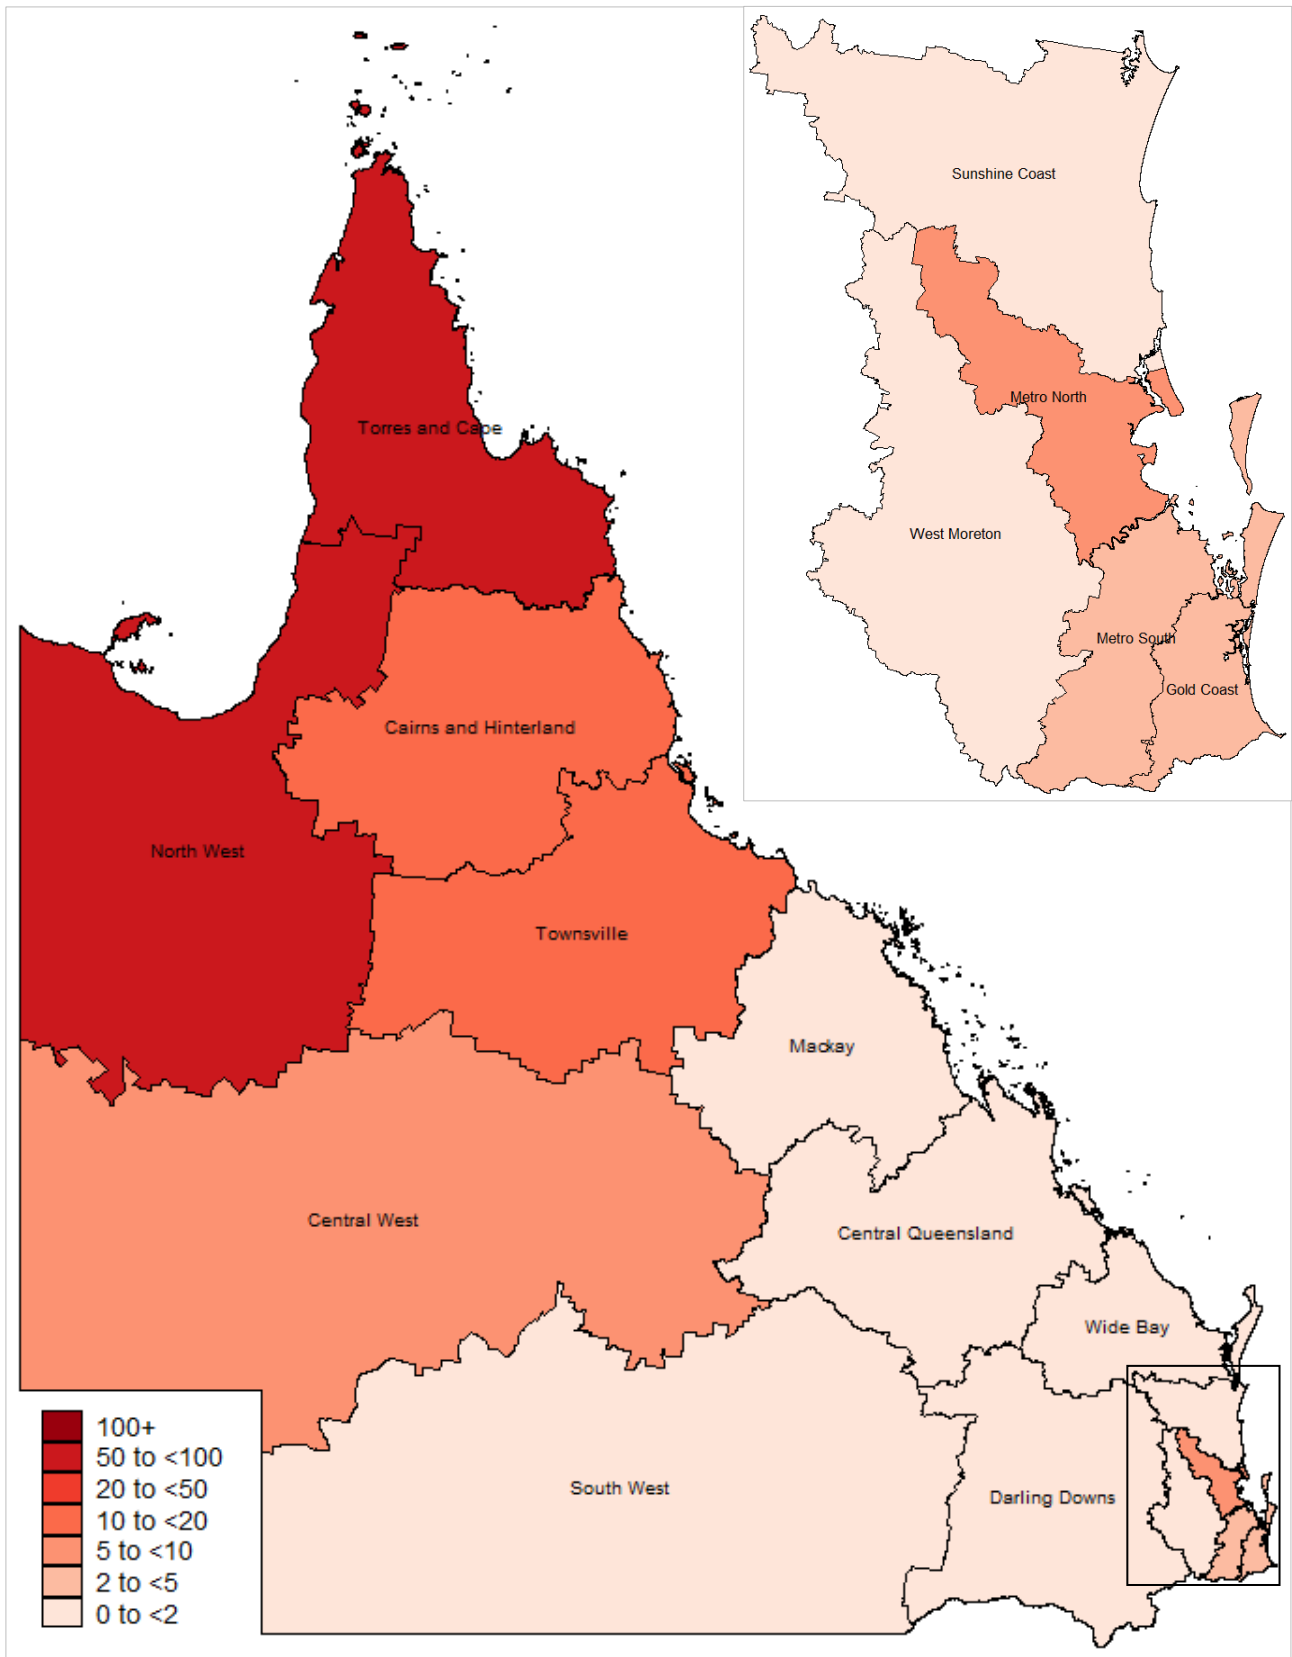 Sunshine Coast
Metro North
West Moreton
Metro South
Gold Coast
Torres and Cape
Cairns and Hinterland
North West
Townsville
Mackay
Central West
Central Queensland
Wide Bay
South West
Darling Downs
100+
50 to <100
20 to <50
10 to <20
5 to <10
2 to <5
0 to <2